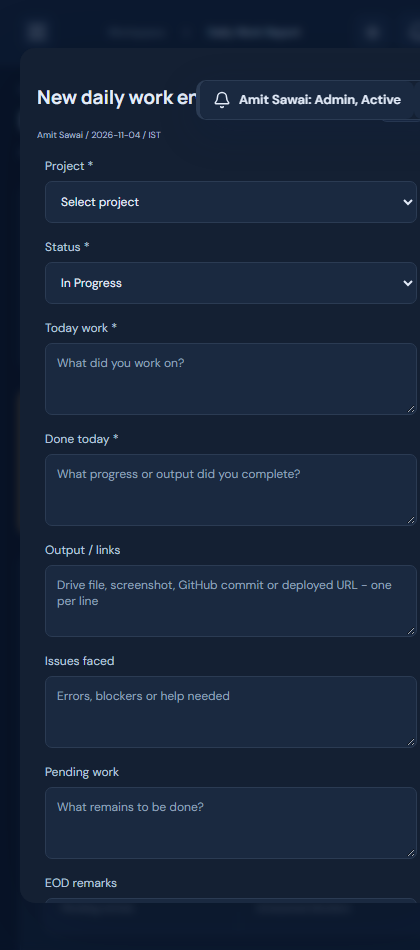 New daily work en
Amit Sawai: Admin, Active
Amit Sawai / 2026-11-04 / IST
Project *
Select project
Status *
In Progress
Today work *
What did you work on?
Done today *
What progress or output did you complete?
Output / links
Drive file, screenshot, GitHub commit or deployed URL - one
per line
Issues faced
Errors, blockers or help needed
Pending work
What remains to be done?
EOD remarks